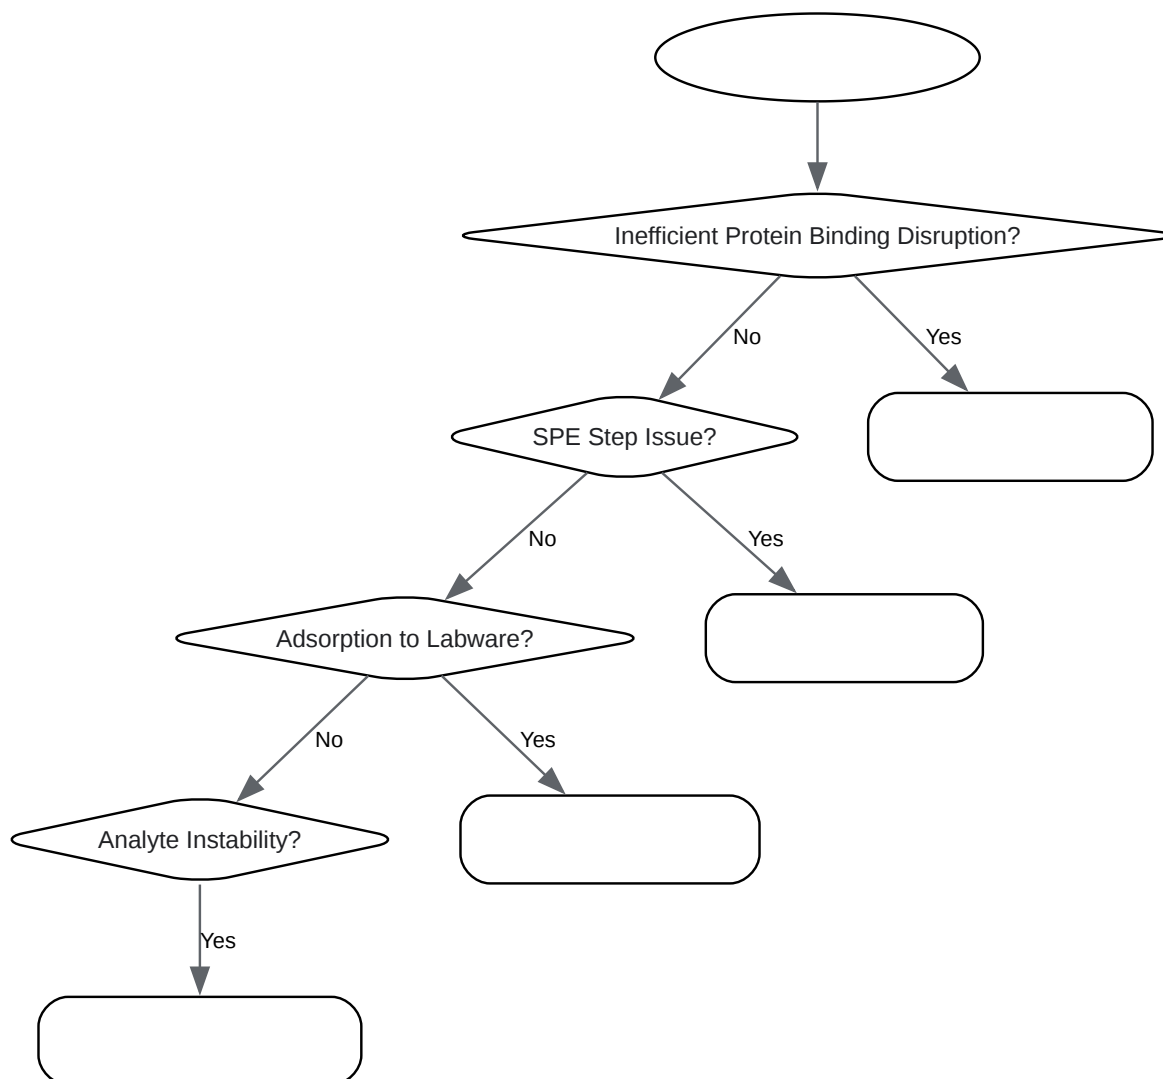 Inefficient Protein Binding Disruption?
No
Yes
SPE Step Issue?
No
Yes
Adsorption to Labware?
No
Yes
Analyte Instability?
Yes